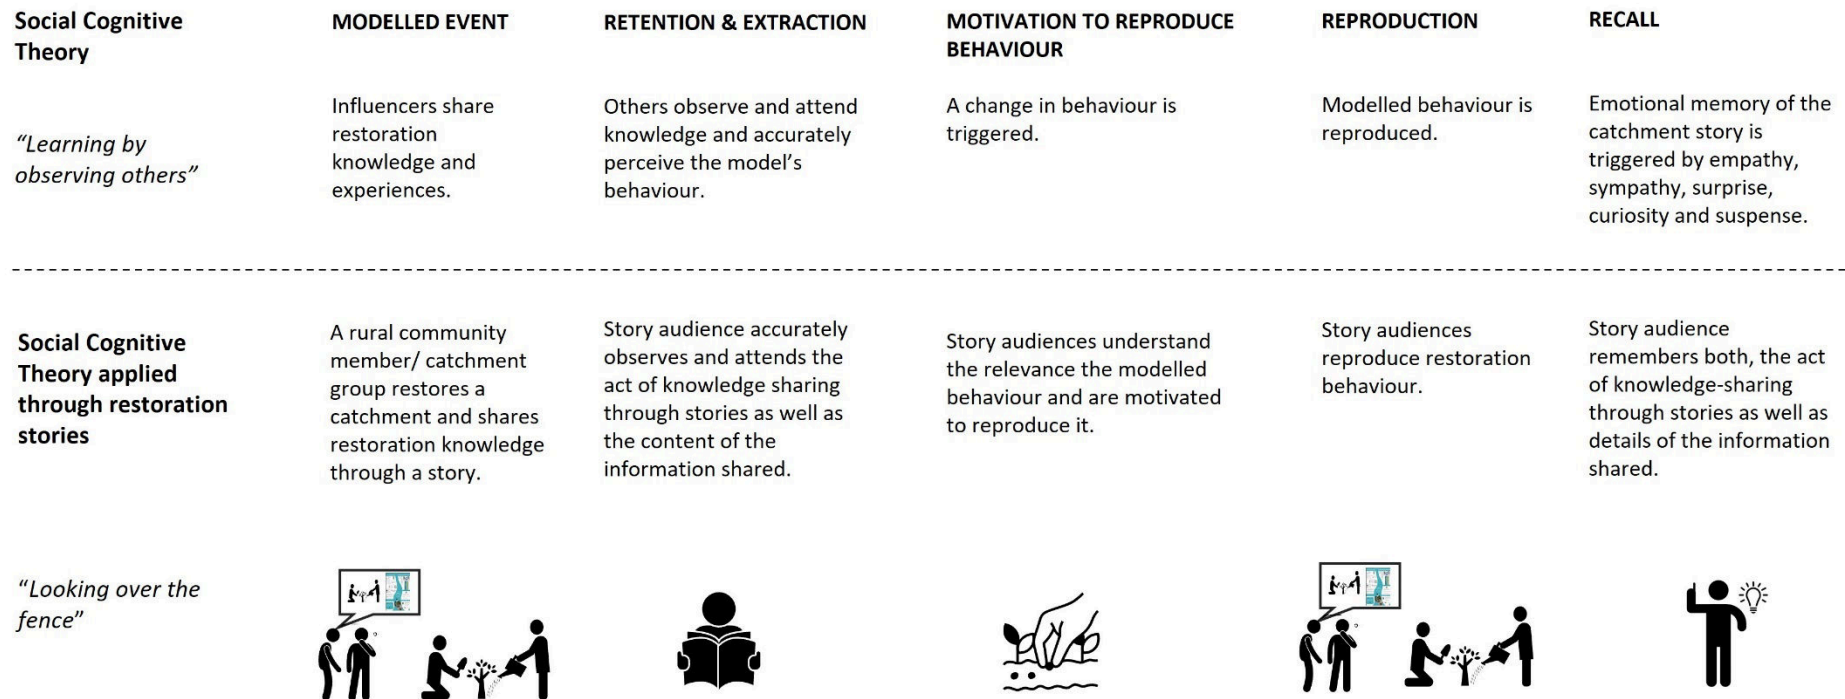 Social Cognitive
Theory
MODELLED EVENT
RETENTION & EXTRACTION
MOTIVATION TO REPRODUCE
BEHAVIOUR
REPRODUCTION
RECALL
“Learning by
observing others”
Influencers share
restoration
knowledge and
experiences.
Others observe and attend
knowledge and accurately
perceive the model’s
behaviour.
A change in behaviour is
triggered.
Modelled behaviour is
reproduced.
Emotional memory of the
catchment story is
triggered by empathy,
sympathy, surprise,
curiosity and suspense.
Social Cognitive
Theory applied
through restoration
stories
A rural community
member/ catchment
group restores a
catchment and shares
restoration knowledge
through a story.
Story audience accurately
observes and attends the
act of knowledge sharing
through stories as well as
the content of the
information shared.
Story audiences understand
the relevance the modelled
behaviour and are motivated
to reproduce it.
Story audiences
reproduce restoration
behaviour.
Story audience
remembers both, the act
of knowledge-sharing
through stories as well as
details of the information
shared.
“Looking over the
fence”